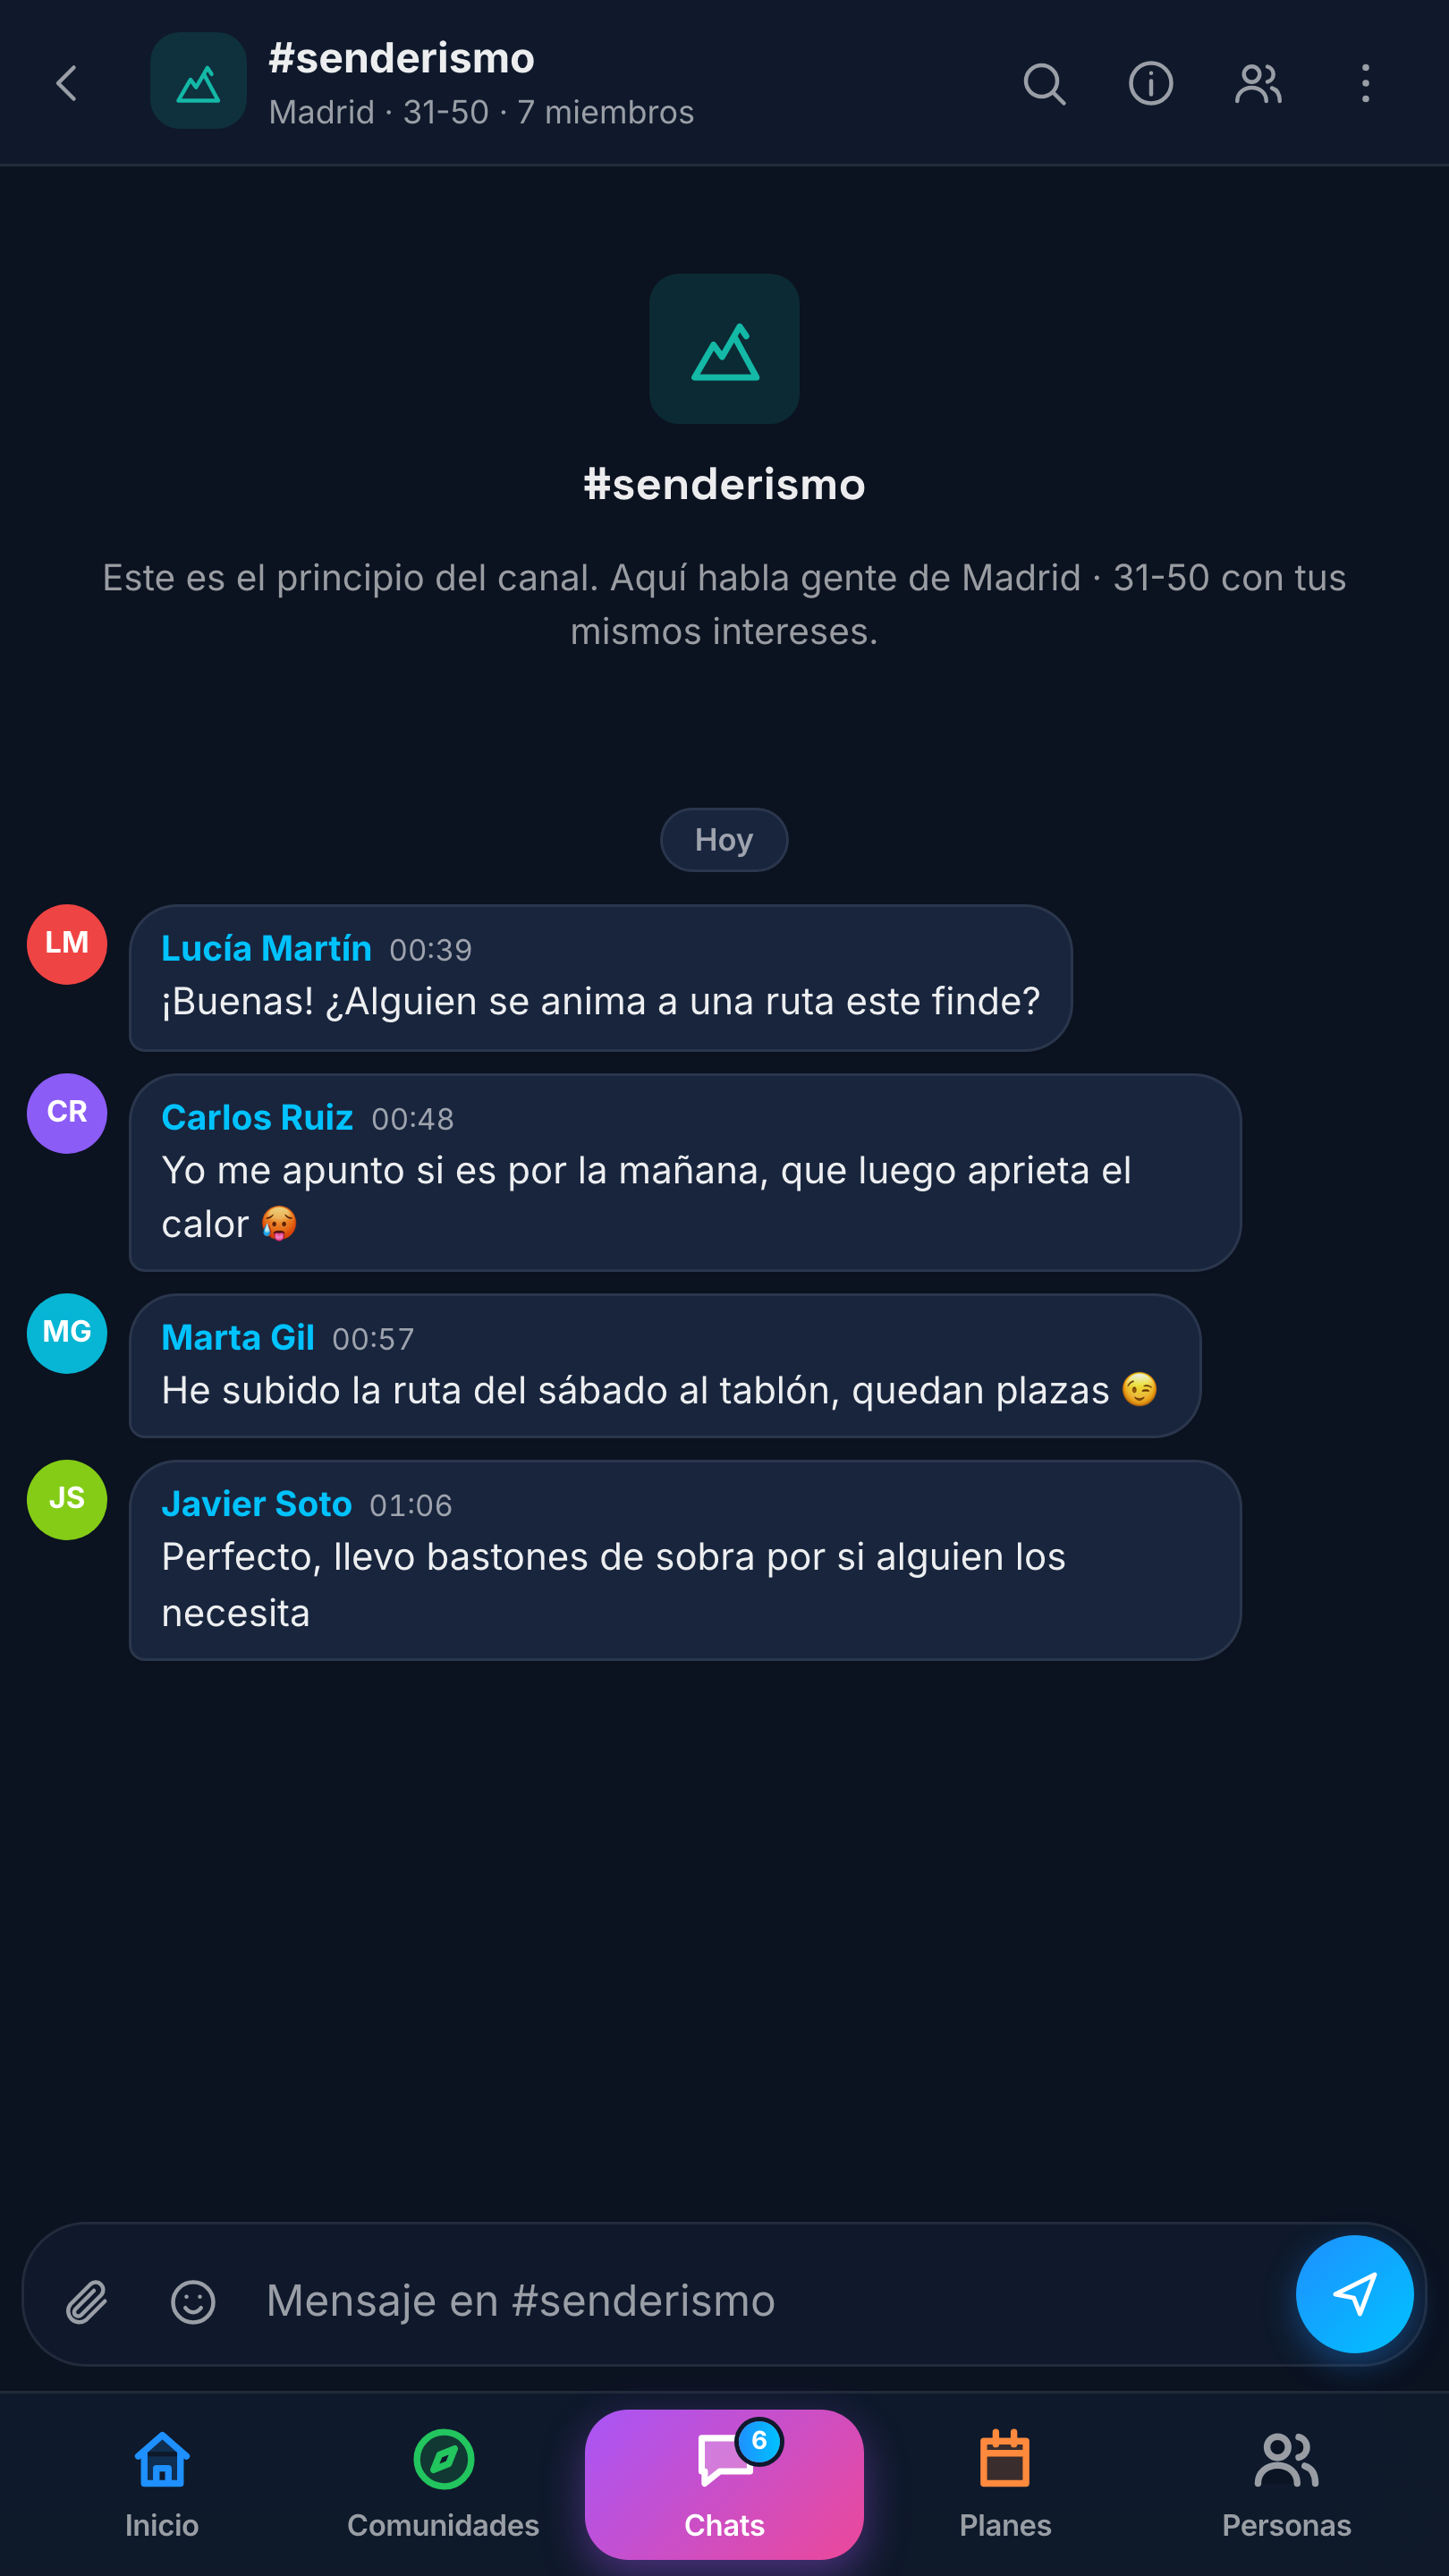 #senderismo
Madrid · 31-50 · 7 miembros
#senderismo
Este es el principio del canal. Aquí habla gente de Madrid · 31-50 con tus
mismos intereses.
Hoy
LM
Lucía Martín 00:39
¡Buenas! ¿Alguien se anima a una ruta este finde?
CR
Carlos Ruiz 00:48
Yo me apunto si es por la mañana, que luego aprieta el
calor 🥵
MG
Marta Gil 00:57
He subido la ruta del sábado al tablón, quedan plazas 😉
JS
Javier Soto 01:06
Perfecto, llevo bastones de sobra por si alguien los
necesita
Mensaje en #senderismo
6
Inicio
Comunidades
Chats
Planes
Personas